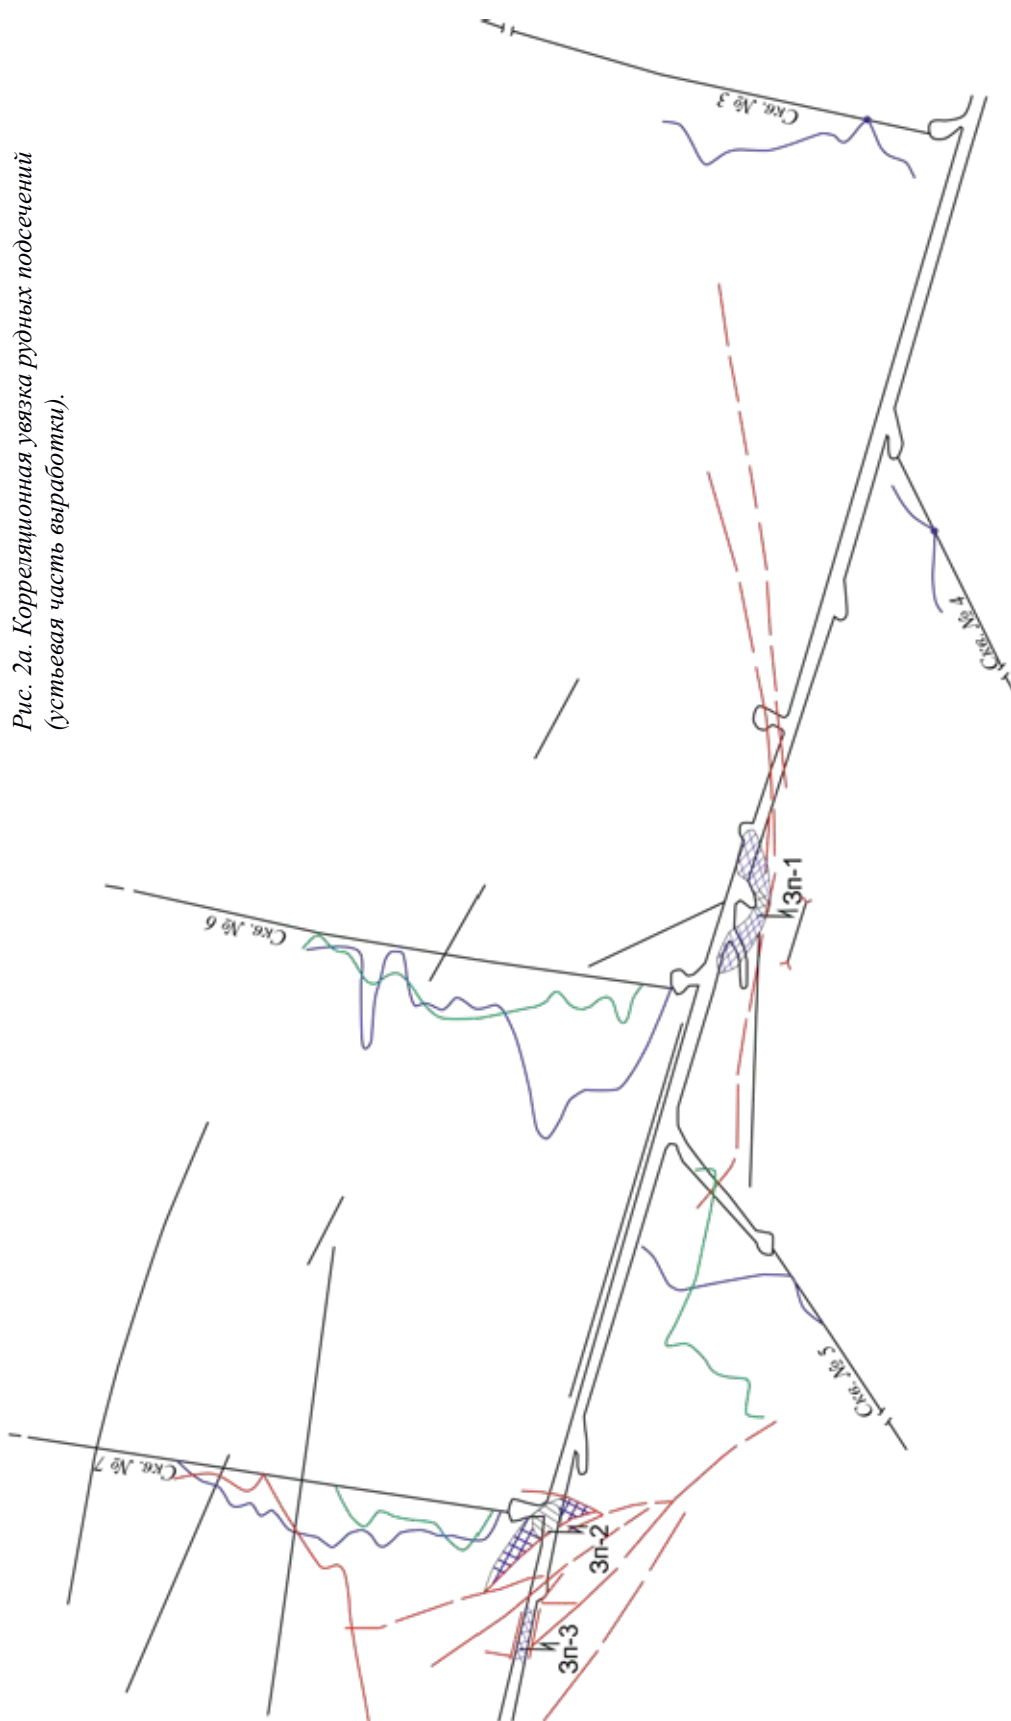 Рис. 2а. Корреляционная увязка рудных подсечений
(устьевая часть выработки).
Скв. № 3
Скв. № 4
Зп-1
Скв. № 6
Скв. № 5
Скв. № 7
Зп-2
Зп-3